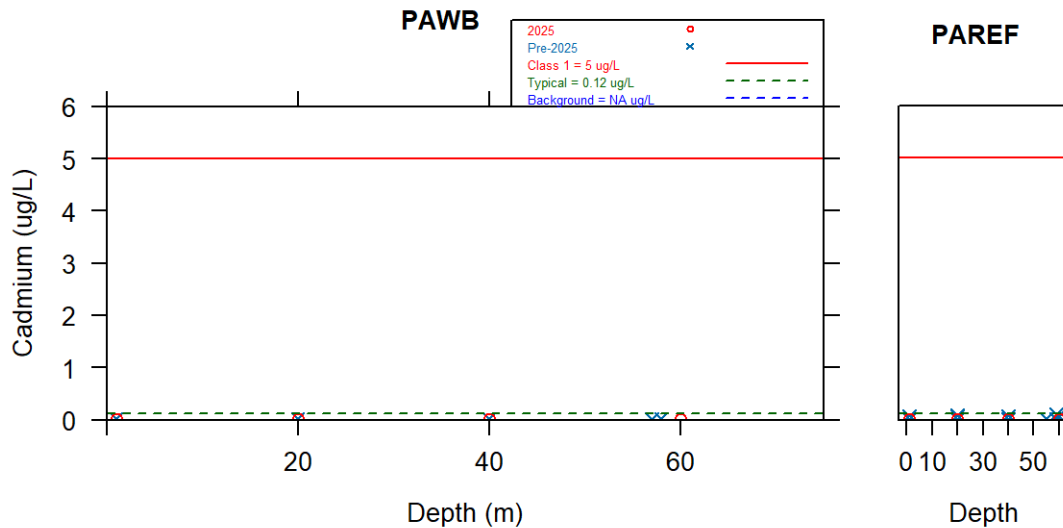 PAWB
PAREF
2025
Pre-2025
Class 1 = 5 ug/L
Typical = 0.12 ug/L
Background = NA ug/L
Cadmium (ug/L)
6
5
4
3
2
1
0
20 40 60
0 10 30 50
Depth (m)
Depth